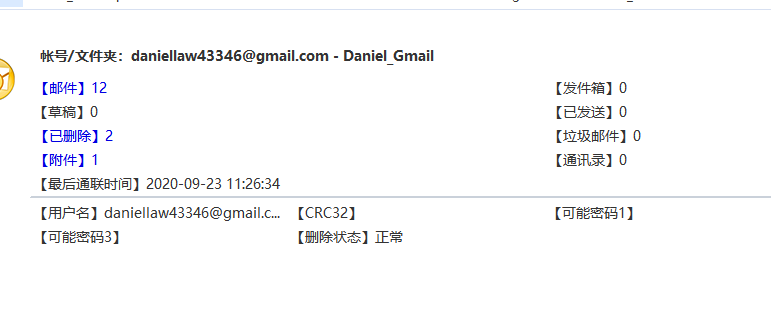 帐号/文件夹：daniellaw43346@gmail.com - Daniel_Gmail
【邮件】12 【发件箱】0
【草稿】0 【已发送】0
【已删除】2 【垃圾邮件】0
【附件】1 【通讯录】0
【最后通联时间】2020-09-23 11:26:34
【用户名】daniellaw43346@gmail.c... 【CRC32】 【可能密码1】
【可能密码3】 【删除状态】正常